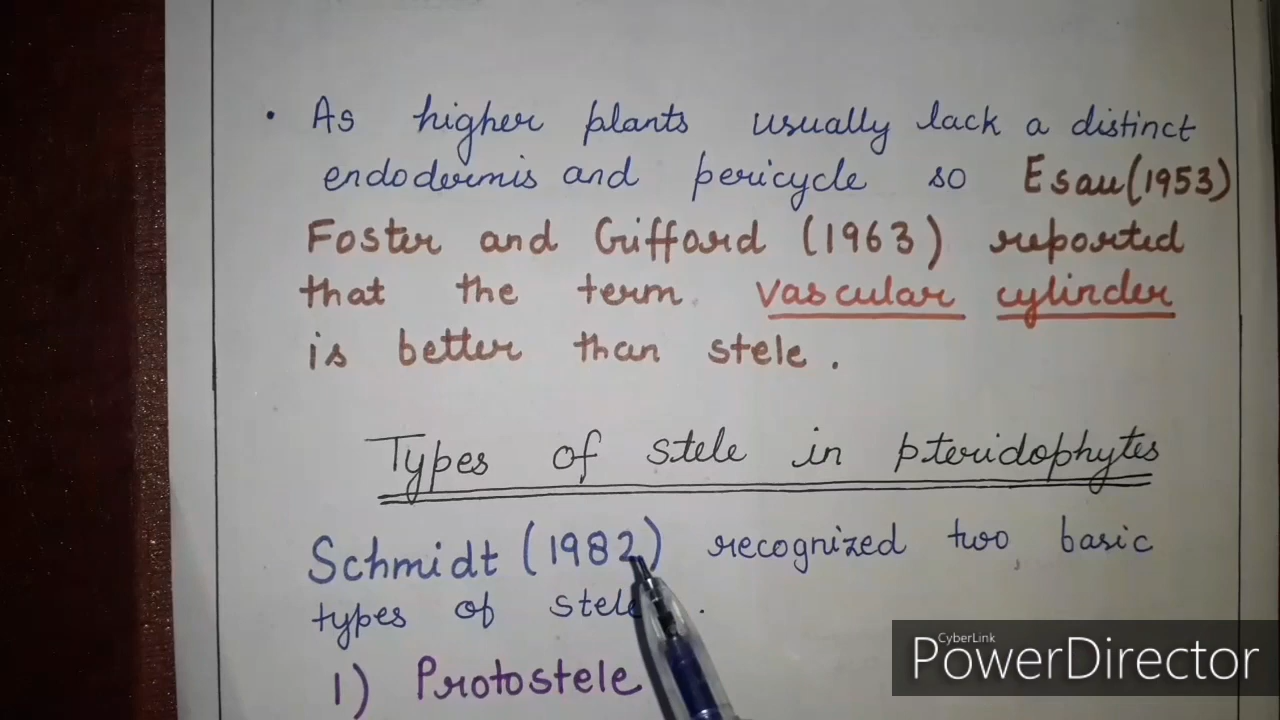 • As higher plants usually lack a distinct
endodermis and pericycle so Esau(1953)
Foster and Gifford (1963) reported
that the term vascular cylinder
is better than stele.
Types of stele in pteridophytes
Schmidt (1982) recognized two basic
types of stele.
1) Protostele
CyberLink
PowerDirector